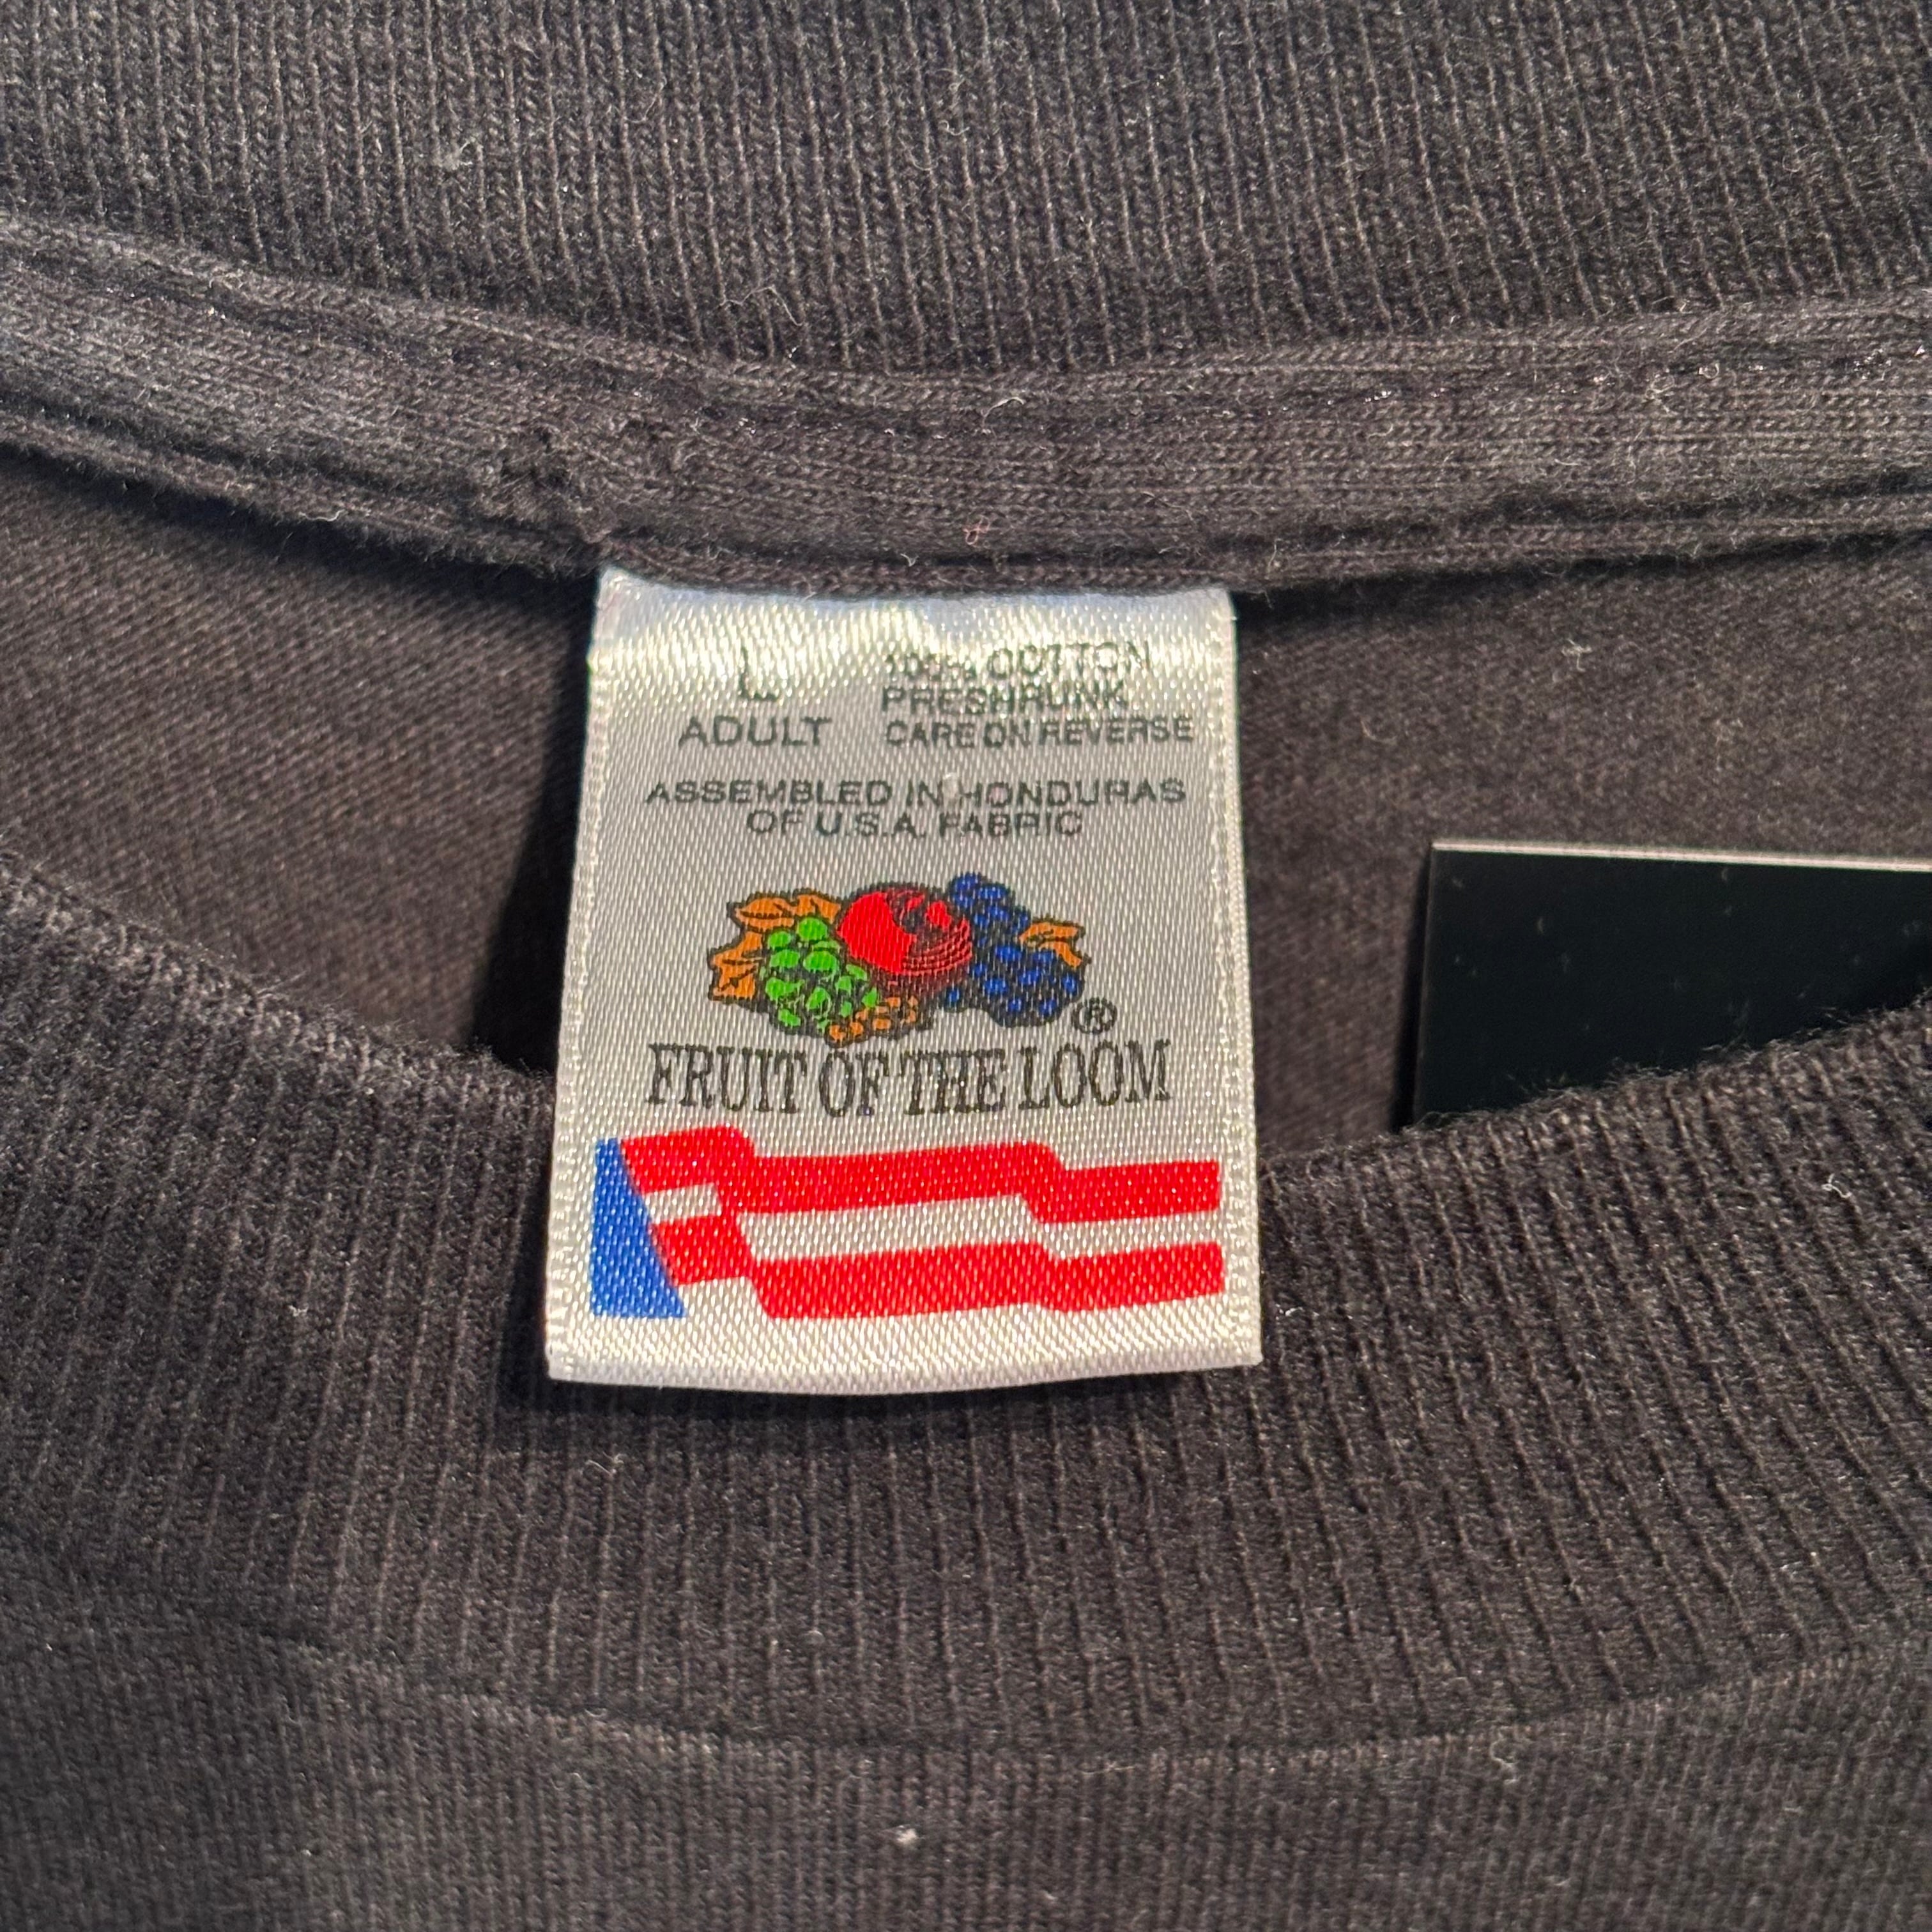 L
ADULT
100% COTTON
PRESHRUNK
CARE ON REVERSE
ASSEMBLED IN HONDURAS
OF U.S.A. FABRIC
®
FRUIT OF THE LOOM